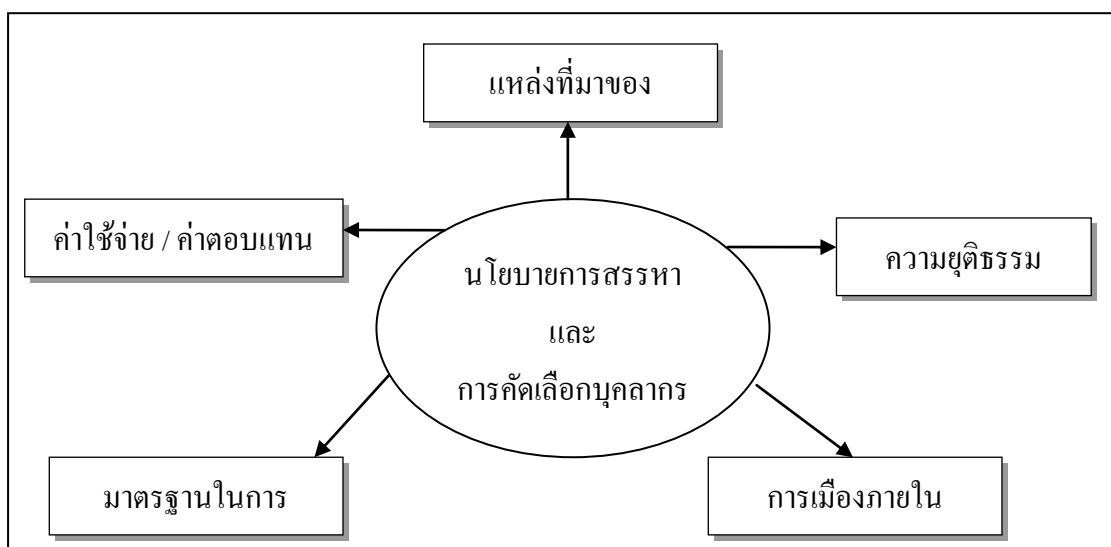 แหล่งที่มาของ
ค่าใช้จ่าย / ค่าตอบแทน
ความยุติธรรม
นโยบายการสรรหา
และ
การคัดเลือกบุคลากร
มาตรฐานในการ
การเมืองภายใน